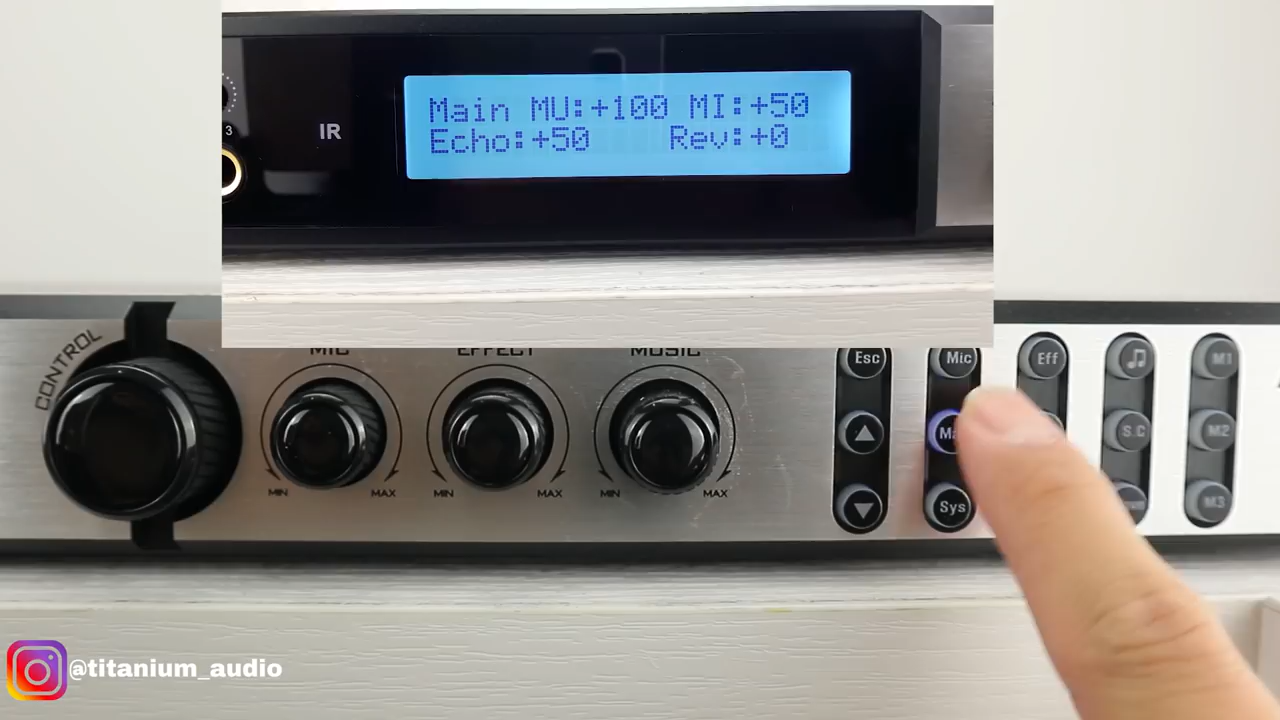 3
IR
Main MU:+100 MI:+50
Echo:+50 Rev:+0
CONTROL
MIC
EFFECT
MUSIC
MIN MAX
MIN MAX
MIN MAX
Esc
Mic
Eff
M1
S.C
M2
Sys
M3
@titanium_audio